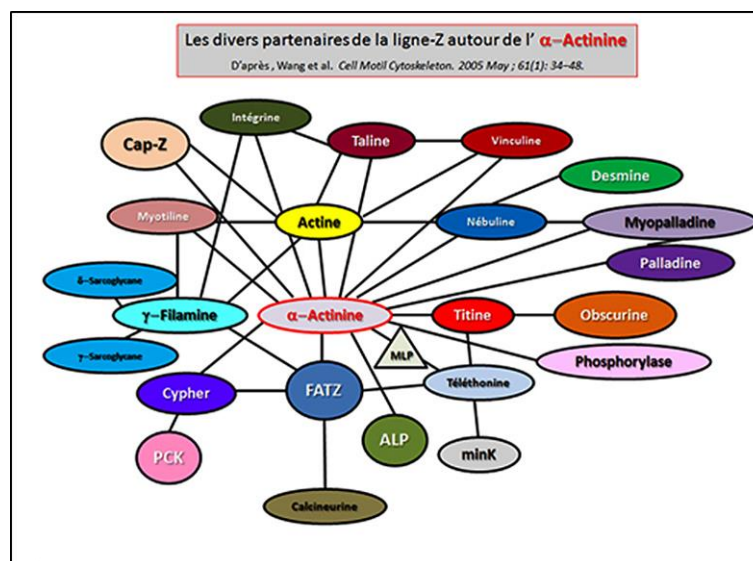 Les divers partenaires de la ligne-Z autour de l' α-Actinine
D'après , Wang et al. Cell Motil Cytoskeleton. 2005 May ; 61(1): 34–48.
Intégrine
Cap-Z
Taline
Vinculine
Desmine
Myotiline
Actine
Nébuline
Myopalladine
Palladine
δ-Sarcoglycane
γ-Filamine
α-Actinine
Titine
Obscurine
γ-Sarcoglycane
MLP
Phosphorylase
Cypher
FATZ
Téléthonine
PCK
ALP
minK
Calcineurine